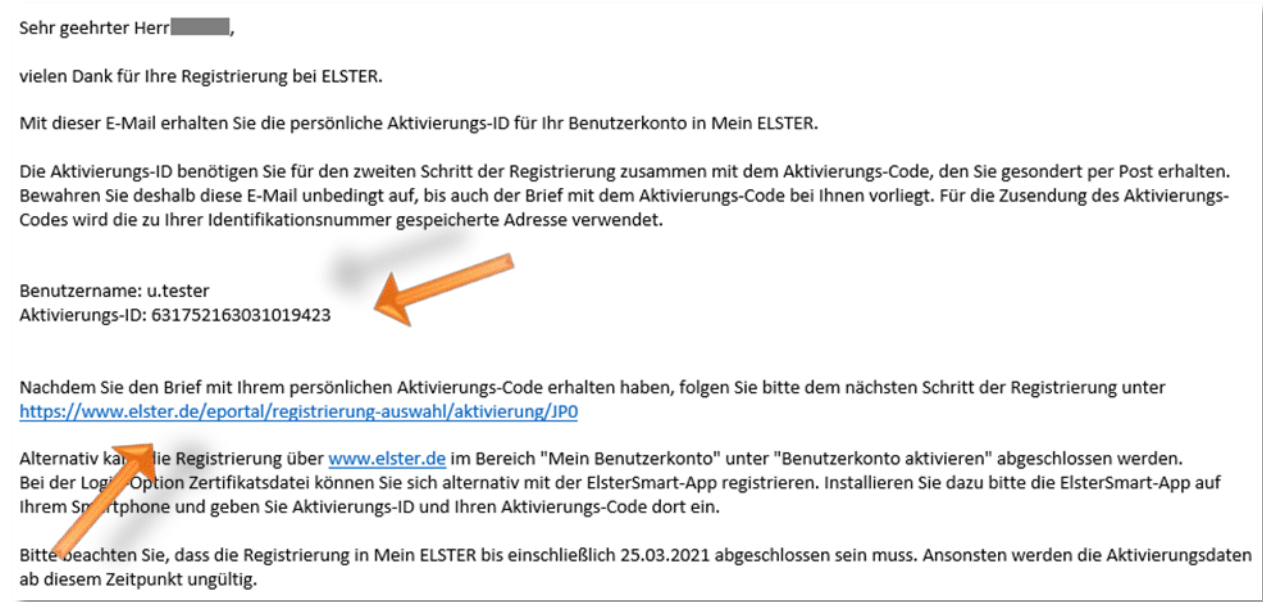 Sehr geehrter Herr ,
vielen Dank für Ihre Registrierung bei ELSTER.
Mit dieser E-Mail erhalten Sie die persönliche Aktivierungs-ID für Ihr Benutzerkonto in Mein ELSTER.
Die Aktivierungs-ID benötigen Sie für den zweiten Schritt der Registrierung zusammen mit dem Aktivierungs-Code, den Sie gesondert per Post erhalten.
Bewahren Sie deshalb diese E-Mail unbedingt auf, bis auch der Brief mit dem Aktivierungs-Code bei Ihnen vorliegt. Für die Zusendung des Aktivierungs-
Codes wird die zu Ihrer Identifikationsnummer gespeicherte Adresse verwendet.
Benutzername: u.tester
Aktivierungs-ID: 631752163031019423
Nachdem Sie den Brief mit Ihrem persönlichen Aktivierungs-Code erhalten haben, folgen Sie bitte dem nächsten Schritt der Registrierung unter
https://www.elster.de/eportal/registrierung-auswahl/aktivierung/JP0
Alternativ kann die Registrierung über www.elster.de im Bereich "Mein Benutzerkonto" unter "Benutzerkonto aktivieren" abgeschlossen werden.
Bei der Login-Option Zertifikatsdatei können Sie sich alternativ mit der ElsterSmart-App registrieren. Installieren Sie dazu bitte die ElsterSmart-App auf
Ihrem Smartphone und geben Sie Aktivierungs-ID und Ihren Aktivierungs-Code dort ein.
Bitte beachten Sie, dass die Registrierung in Mein ELSTER bis einschließlich 25.03.2021 abgeschlossen sein muss. Ansonsten werden die Aktivierungsdaten
ab diesem Zeitpunkt ungültig.